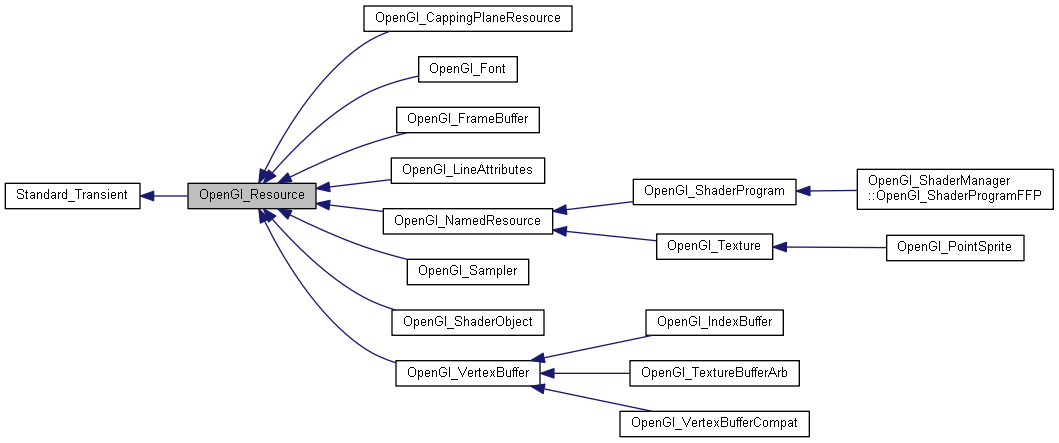 OpenGl_CappingPlaneResource
OpenGl_Font
OpenGl_FrameBuffer
OpenGl_LineAttributes
Standard_Transient
OpenGl_Resource
OpenGl_NamedResource
OpenGl_ShaderProgram
OpenGl_ShaderManager
::OpenGl_ShaderProgramFFP
OpenGl_Texture
OpenGl_PointSprite
OpenGl_Sampler
OpenGl_ShaderObject
OpenGl_VertexBuffer
OpenGl_IndexBuffer
OpenGl_TextureBufferArb
OpenGl_VertexBufferCompat